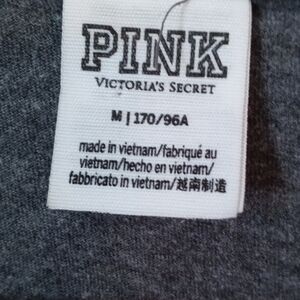 PINK
VICTORIA'S SECRET
M | 170/96A
made in vietnam/fabriqué au
vietnam/hecho en vietnam/
fabbricato in vietnam/越南制造